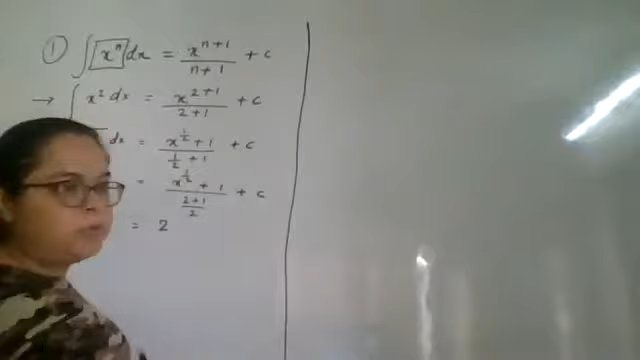 ① ∫ xⁿ dx = xⁿ⁺¹/n+1 + c
→ ∫ x² dx = x²⁺¹/2+1 + c
dx = x^½ + 1/½ + 1 + c
= x^½ + 1/(2+1/2) + c
= 2